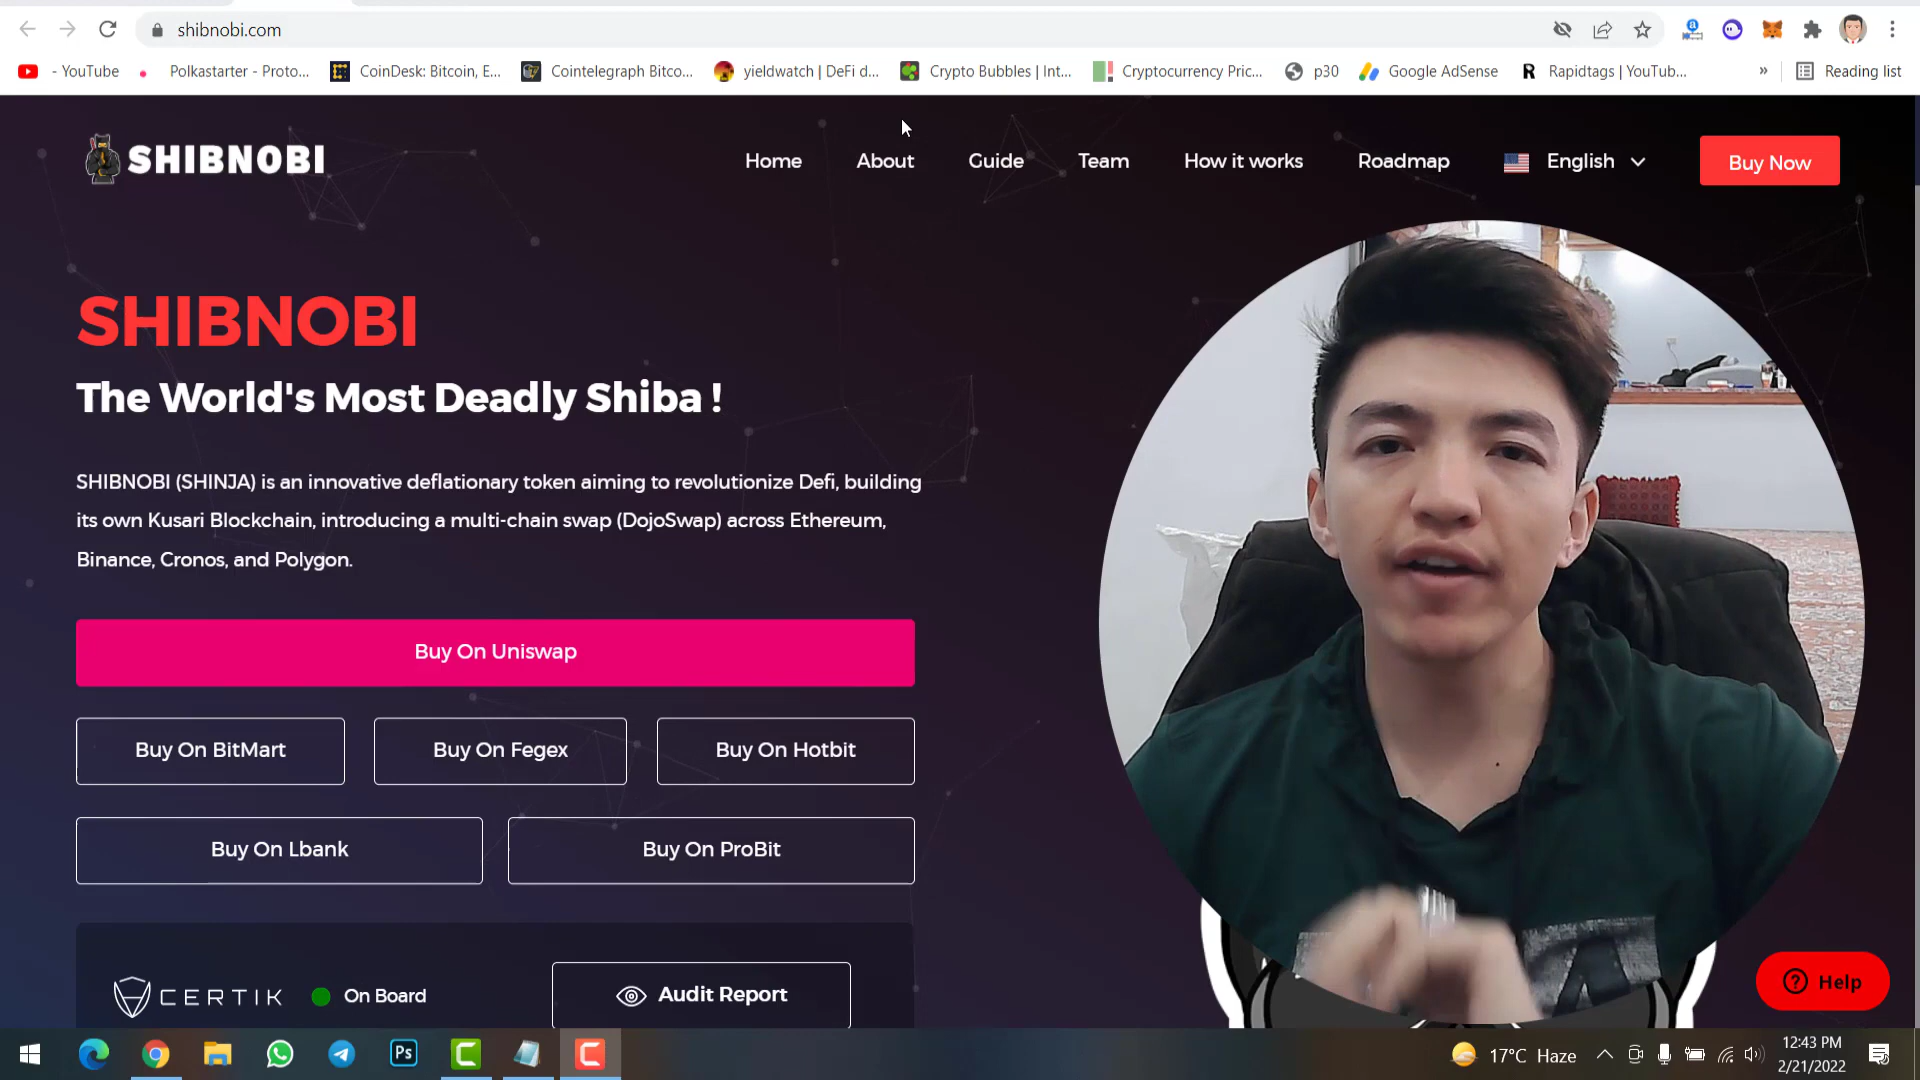 shibnobi.com
- YouTube
Polkastarter - Proto...
CoinDesk: Bitcoin, E...
Cointelegraph Bitco...
yieldwatch | DeFi d...
Crypto Bubbles | Int...
Cryptocurrency Pric...
p30
Google AdSense
R
Rapidtags | YouTub...
»
Reading list
SHIBNOBI
Home
About
Guide
Team
How it works
Roadmap
English
Buy Now
SHIBNOBI
The World's Most Deadly Shiba !
SHIBNOBI (SHINJA) is an innovative deflationary token aiming to revolutionize Defi, building
its own Kusari Blockchain, introducing a multi-chain swap (DojoSwap) across Ethereum,
Binance, Cronos, and Polygon.
Buy On Uniswap
Buy On BitMart
Buy On Fegex
Buy On Hotbit
Buy On Lbank
Buy On ProBit
CERTIK
On Board
Audit Report
? Help
Ps
C
C
17°C Haze
12:43 PM
2/21/2022